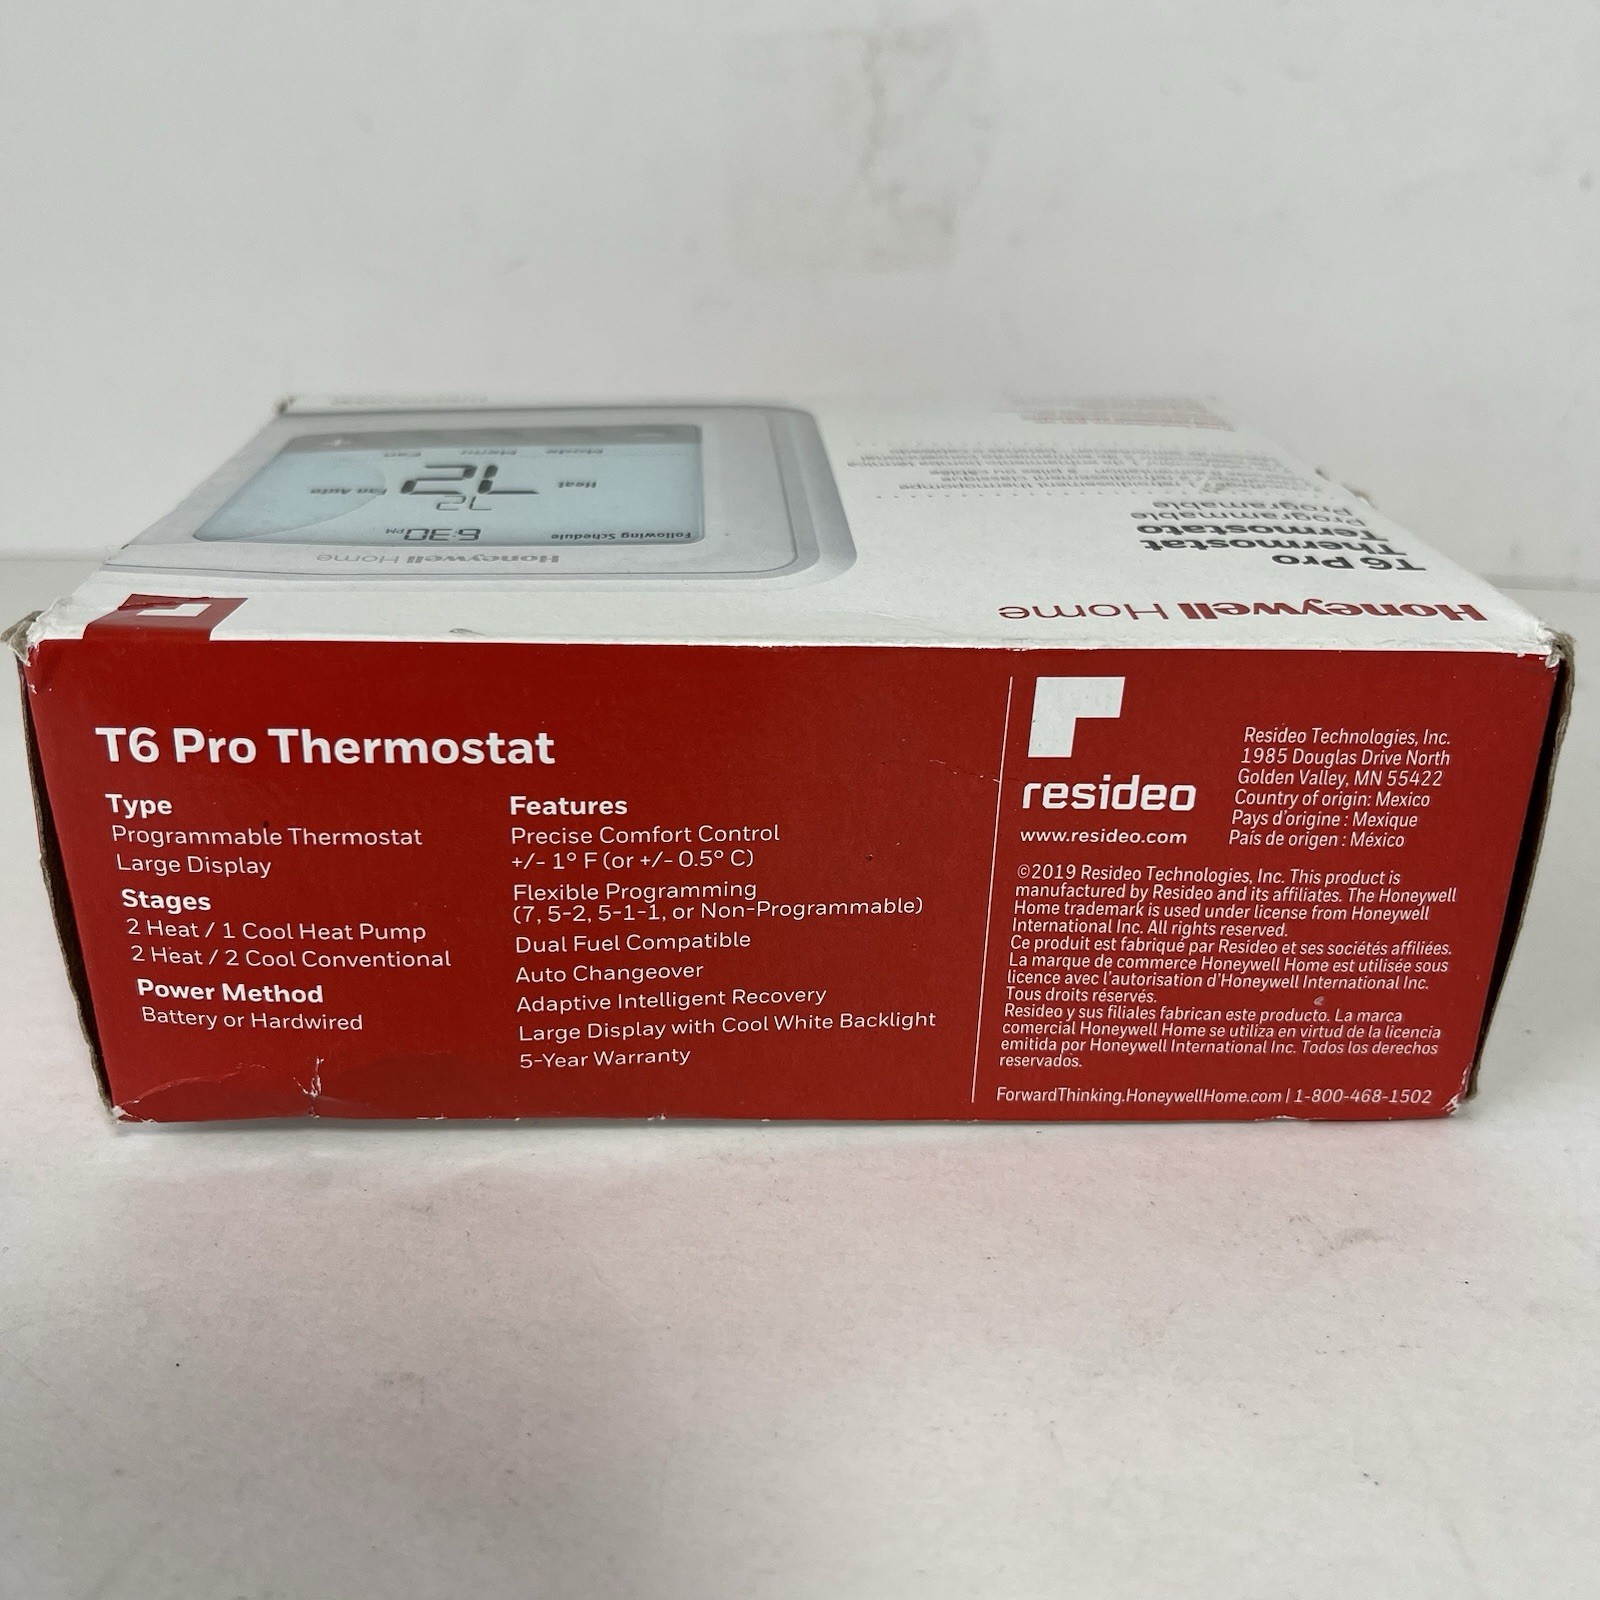 Mode
Menu
Fan
72
Heat
Fan Auto
72
Following Schedule
6:30 PM
Honeywell Home
Programable
Programmable
Termostato
Thermostat
T6 Pro
Honeywell Home
T6 Pro Thermostat
Type
Programmable Thermostat
Large Display
Stages
2 Heat / 1 Cool Heat Pump
2 Heat / 2 Cool Conventional
Power Method
Battery or Hardwired
Features
Precise Comfort Control
+/- 1° F (or +/- 0.5° C)
Flexible Programming
(7, 5-2, 5-1-1, or Non-Programmable)
Dual Fuel Compatible
Auto Changeover
Adaptive Intelligent Recovery
Large Display with Cool White Backlight
5-Year Warranty
resideo
www.resideo.com
Resideo Technologies, Inc.
1985 Douglas Drive North
Golden Valley, MN 55422
Country of origin: Mexico
Pays d'origine : Mexique
País de origen : México
©2019 Resideo Technologies, Inc. This product is
manufactured by Resideo and its affiliates. The Honeywell
Home trademark is used under license from Honeywell
International Inc. All rights reserved.
Ce produit est fabriqué par Resideo et ses sociétés affiliées.
La marque de commerce Honeywell Home est utilisée sous
licence avec l'autorisation d'Honeywell International Inc.
Tous droits réservés.
Resideo y sus filiales fabrican este producto. La marca
comercial Honeywell Home se utiliza en virtud de la licencia
emitida por Honeywell International Inc. Todos los derechos
reservados.
ForwardThinking.HoneywellHome.com | 1-800-468-1502